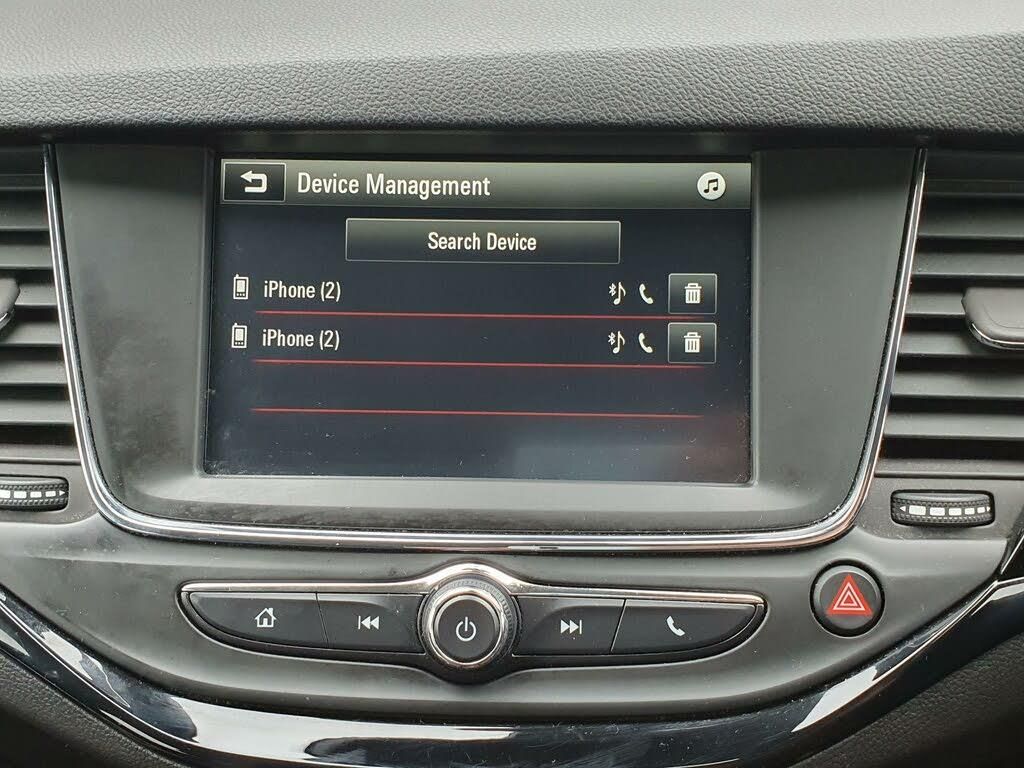 Device Management
Search Device
iPhone (2)
iPhone (2)